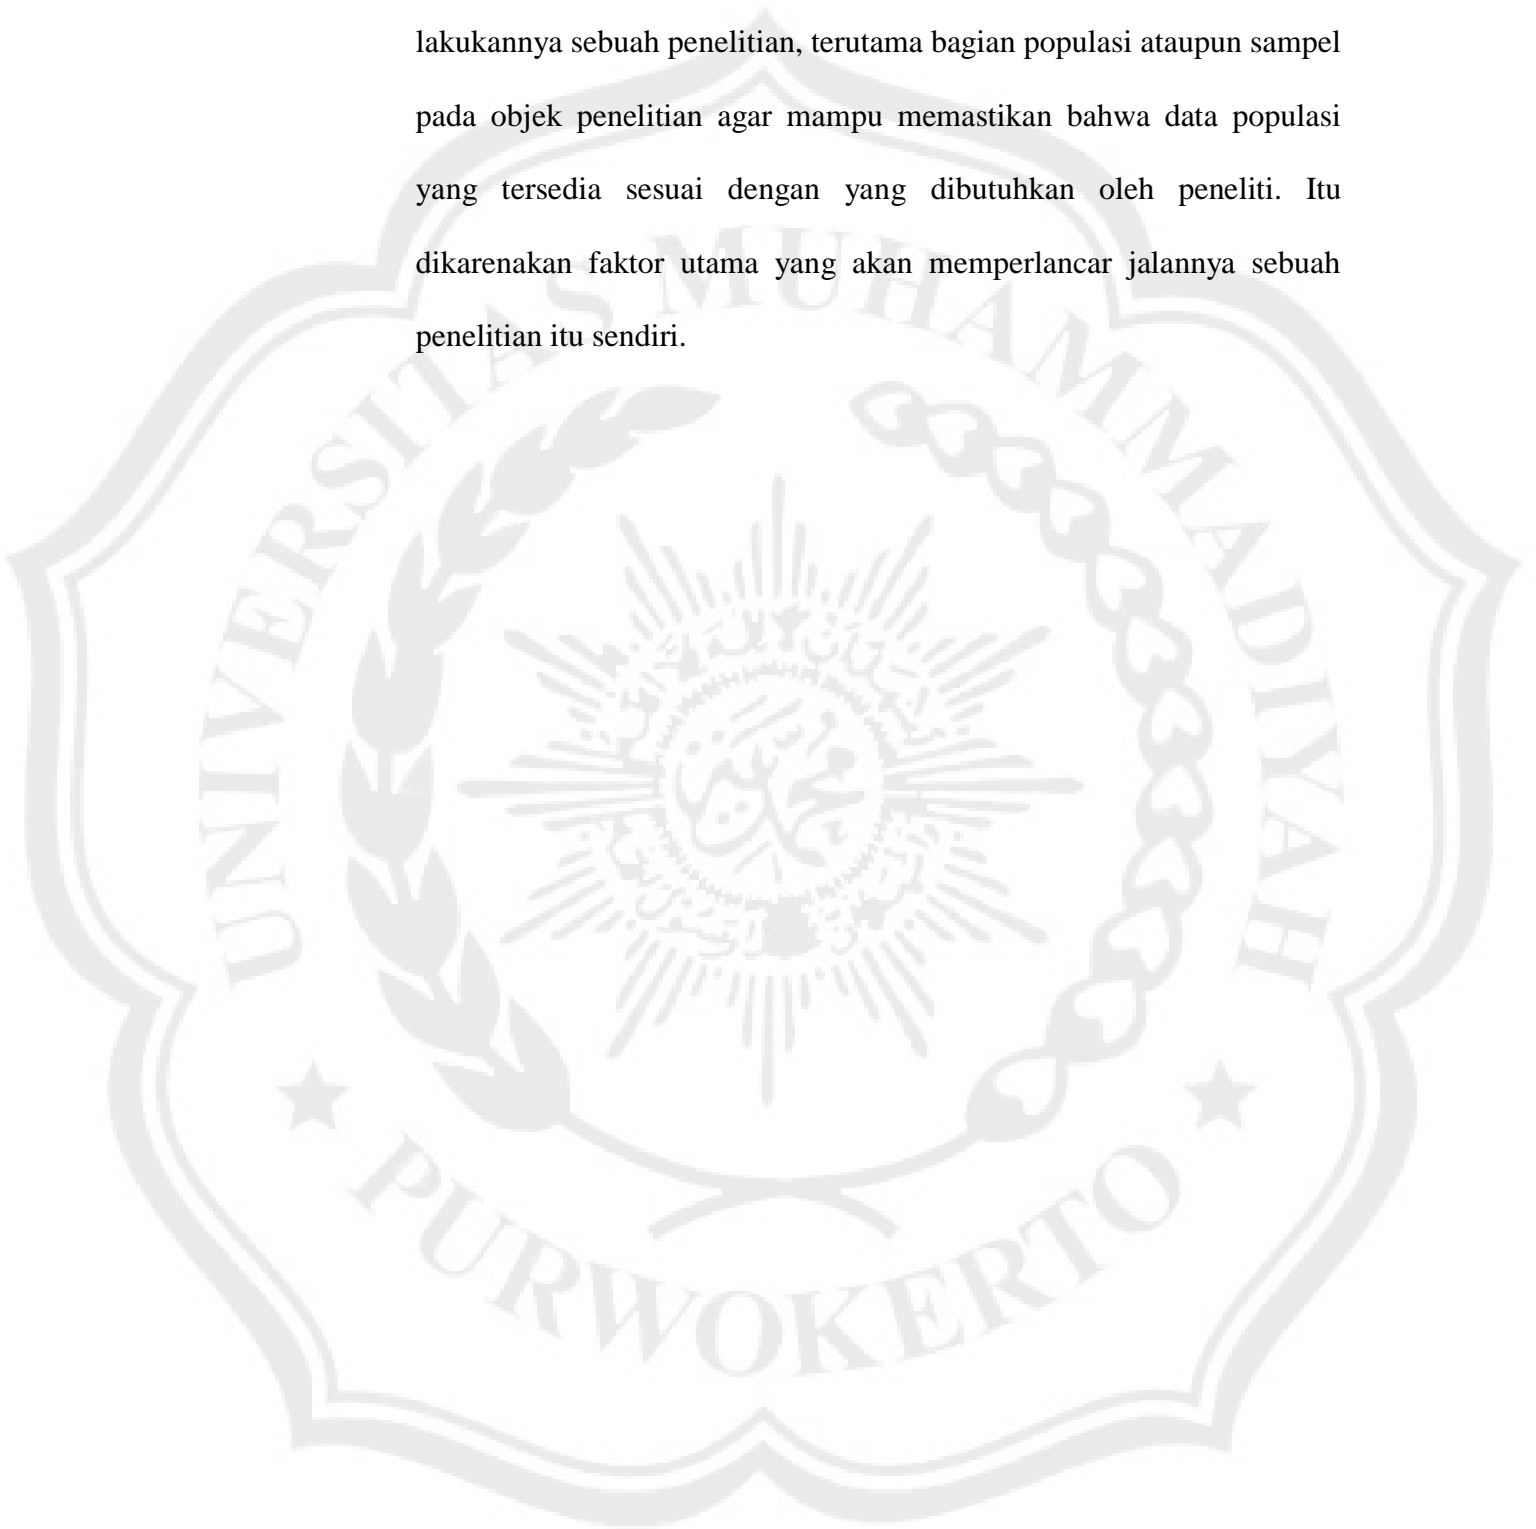 lakukannya sebuah penelitian, terutama bagian populasi ataupun sampel
pada objek penelitian agar mampu memastikan bahwa data populasi
yang tersedia sesuai dengan yang dibutuhkan oleh peneliti. Itu
dikarenakan faktor utama yang akan memperlancar jalannya sebuah
penelitian itu sendiri.
UNIVERSITAS MUHAMMADIYAH
PURWOKERTO